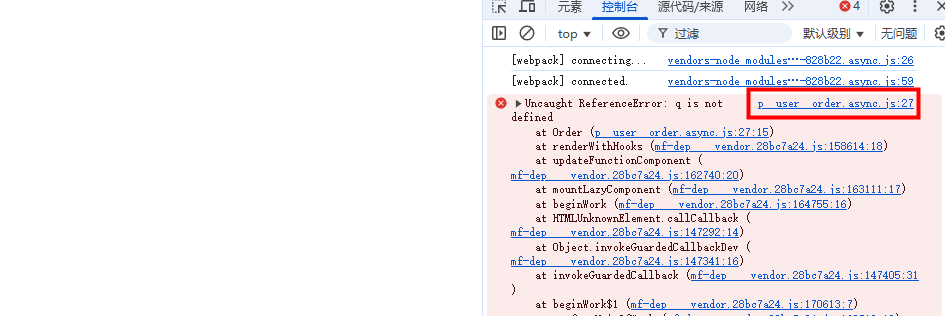 元素 控制台 源代码/来源 网络 >> 4
top ▼ 过滤 默认级别 ▼ 无问题
[webpack] connecting... vendors-node modules…-828b22.async.js:26
[webpack] connected. vendors-node modules…-828b22.async.js:59
▶Uncaught ReferenceError: q is not p__user__order.async.js:27
defined
at Order (p__user__order.async.js:27:15)
at renderWithHooks (mf-dep____vendor.28bc7a24.js:158614:18)
at updateFunctionComponent (
mf-dep____vendor.28bc7a24.js:162740:20)
at mountLazyComponent (mf-dep____vendor.28bc7a24.js:163111:17)
at beginWork (mf-dep____vendor.28bc7a24.js:164755:16)
at HTMLUnknownElement.callCallback (
mf-dep____vendor.28bc7a24.js:147292:14)
at Object.invokeGuardedCallbackDev (
mf-dep____vendor.28bc7a24.js:147341:16)
at invokeGuardedCallback (mf-dep____vendor.28bc7a24.js:147405:31
)
at beginWork$1 (mf-dep____vendor.28bc7a24.js:170613:7)